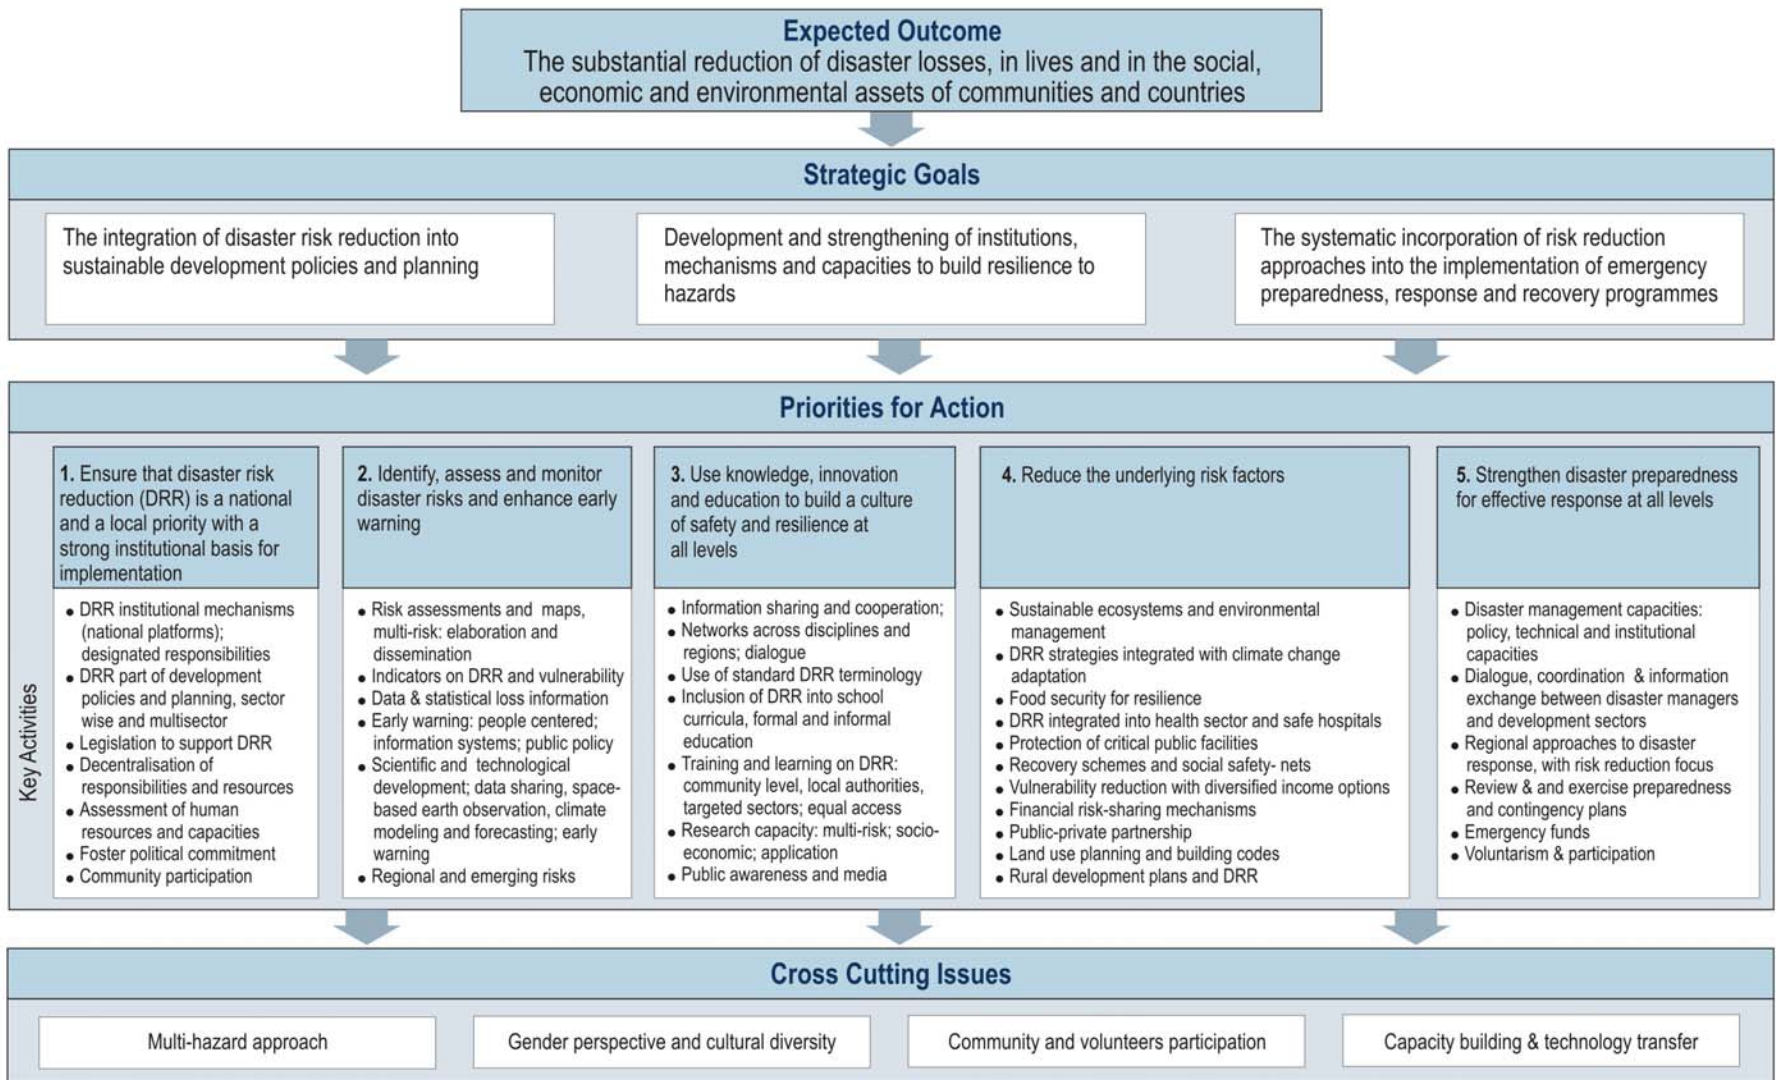 Expected Outcome
The substantial reduction of disaster losses, in lives and in the social,
economic and environmental assets of communities and countries
Strategic Goals
The integration of disaster risk reduction into
sustainable development policies and planning
Development and strengthening of institutions,
mechanisms and capacities to build resilience to
hazards
The systematic incorporation of risk reduction
approaches into the implementation of emergency
preparedness, response and recovery programmes
Priorities for Action
Key Activities
1. Ensure that disaster risk
reduction (DRR) is a national
and a local priority with a
strong institutional basis for
implementation
• DRR institutional mechanisms
(national platforms);
designated responsibilities
• DRR part of development
policies and planning, sector
wise and multisector
• Legislation to support DRR
• Decentralisation of
responsibilities and resources
• Assessment of human
resources and capacities
• Foster political commitment
• Community participation
2. Identify, assess and monitor
disaster risks and enhance early
warning
• Risk assessments and maps,
multi-risk: elaboration and
dissemination
• Indicators on DRR and vulnerability
• Data & statistical loss information
• Early warning: people centered;
information systems; public policy
• Scientific and technological
development; data sharing, space-
based earth observation, climate
modeling and forecasting; early
warning
• Regional and emerging risks
3. Use knowledge, innovation
and education to build a culture
of safety and resilience at
all levels
• Information sharing and cooperation;
• Networks across disciplines and
regions; dialogue
• Use of standard DRR terminology
• Inclusion of DRR into school
curricula, formal and informal
education
• Training and learning on DRR:
community level, local authorities,
targeted sectors; equal access
• Research capacity: multi-risk; socio-
economic; application
• Public awareness and media
4. Reduce the underlying risk factors
• Sustainable ecosystems and environmental
management
• DRR strategies integrated with climate change
adaptation
• Food security for resilience
• DRR integrated into health sector and safe hospitals
• Protection of critical public facilities
• Recovery schemes and social safety- nets
• Vulnerability reduction with diversified income options
• Financial risk-sharing mechanisms
• Public-private partnership
• Land use planning and building codes
• Rural development plans and DRR
5. Strengthen disaster preparedness
for effective response at all levels
• Disaster management capacities:
policy, technical and institutional
capacities
• Dialogue, coordination & information
exchange between disaster managers
and development sectors
• Regional approaches to disaster
response, with risk reduction focus
• Review & and exercise preparedness
and contingency plans
• Emergency funds
• Voluntarism & participation
Cross Cutting Issues
Multi-hazard approach
Gender perspective and cultural diversity
Community and volunteers participation
Capacity building & technology transfer